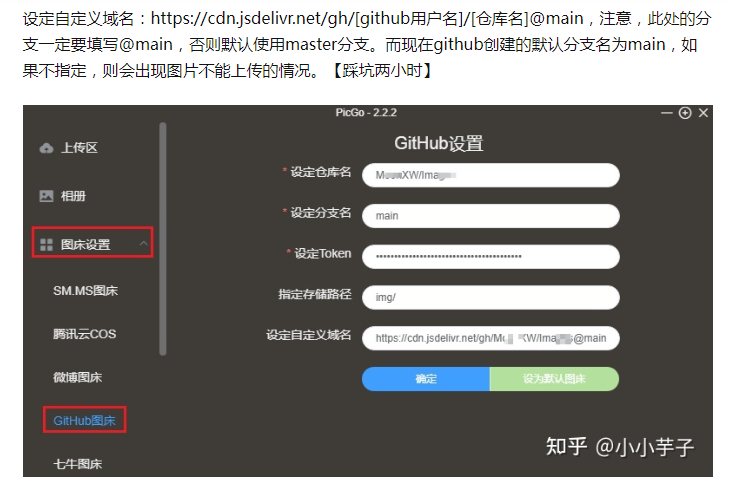 设定自定义域名：https://cdn.jsdelivr.net/gh/[github用户名]/[仓库名]@main，注意，此处的分
支一定要填写@main，否则默认使用master分支。而现在github创建的默认分支名为main，如
果不指定，则会出现图片不能上传的情况。【踩坑两小时】
PicGo - 2.2.2
上传区
相册
图床设置
SM.MS图床
腾讯云COS
微博图床
GitHub图床
七牛图床
GitHub设置
* 设定仓库名
XW/Imag
* 设定分支名
main
* 设定Token
指定存储路径
img/
设定自定义域名
https://cdn.jsdelivr.net/gh/M XW/Ima @main
确定
设为默认图床
知乎 @小小芋子